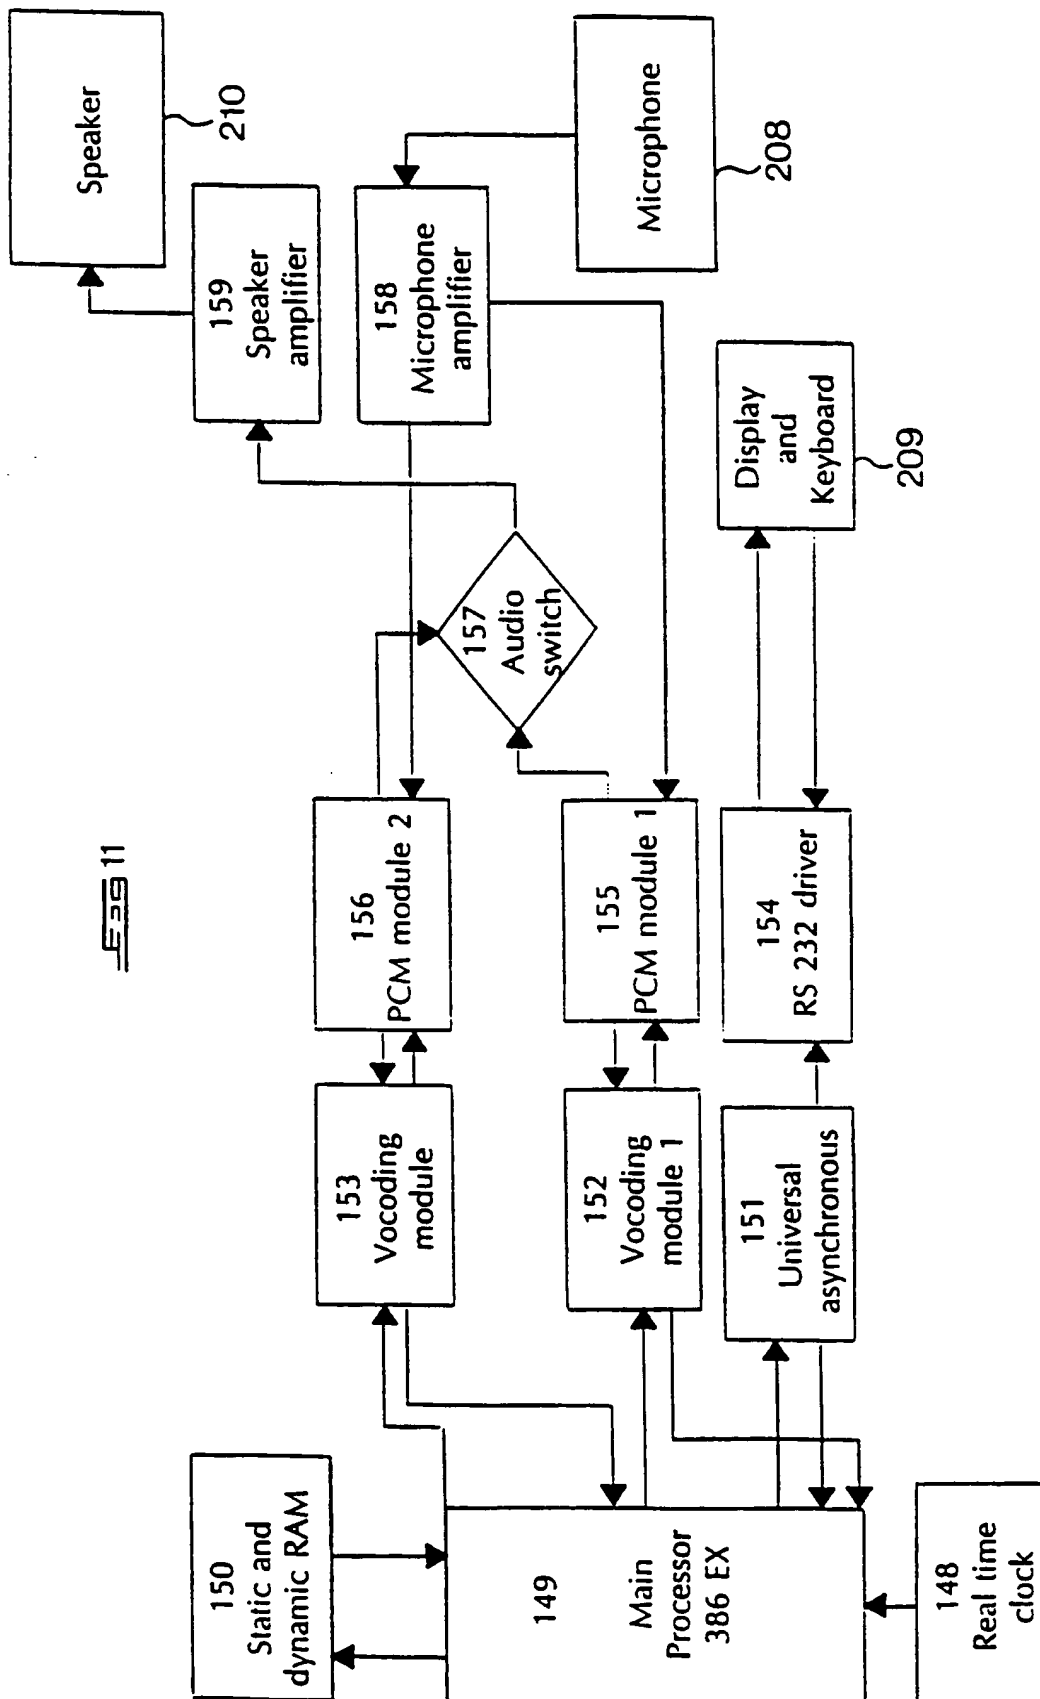 Fig 11
150
Static and
dynamic RAM
149
Main
Processor
386 EX
148
Real time
clock
153
Vocoding
module
152
Vocoding
module 1
151
Universal
asynchronous
156
PCM module 2
155
PCM module 1
154
RS 232 driver
157
Audio
switch
159
Speaker
amplifier
158
Microphone
amplifier
Display
and
Keyboard
209
Speaker
210
Microphone
208